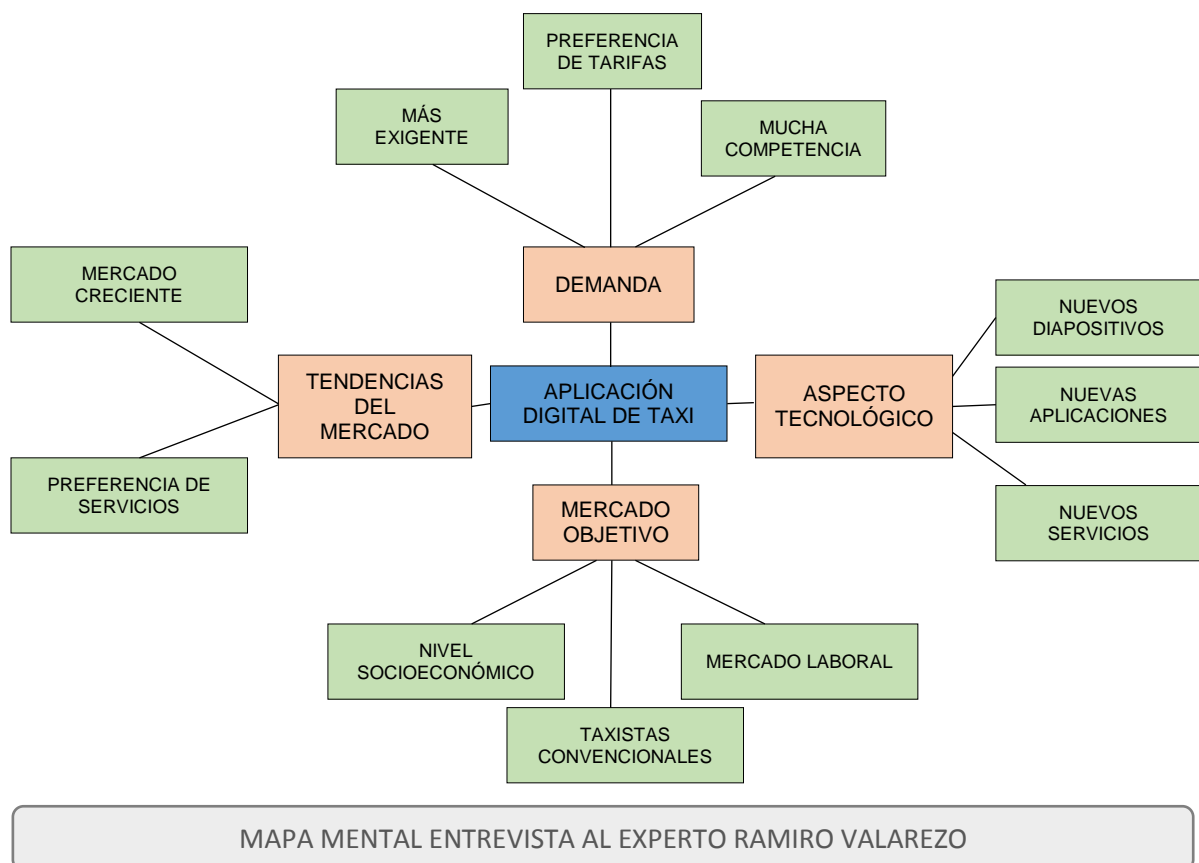 PREFERENCIA
DE TARIFAS
MÁS
EXIGENTE
MUCHA
COMPETENCIA
DEMANDA
MERCADO
CRECIENTE
NUEVOS
DIAPOSITIVOS
TENDENCIAS
DEL
MERCADO
APLICACIÓN
DIGITAL DE TAXI
ASPECTO
TECNOLÓGICO
NUEVAS
APLICACIONES
PREFERENCIA DE
SERVICIOS
MERCADO
OBJETIVO
NUEVOS
SERVICIOS
NIVEL
SOCIOECONÓMICO
MERCADO LABORAL
TAXISTAS
CONVENCIONALES
MAPA MENTAL ENTREVISTA AL EXPERTO RAMIRO VALAREZO